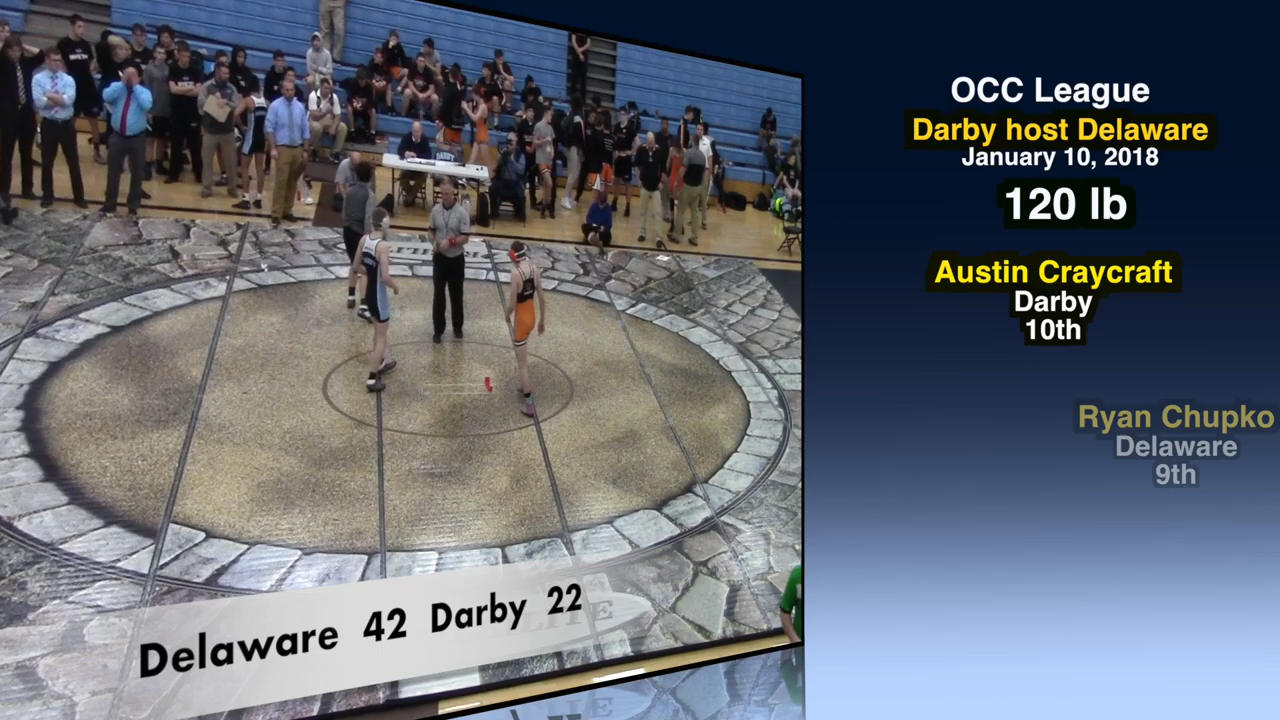 OCC League
Darby host Delaware
January 10, 2018
120 lb
Austin Craycraft
Darby
10th
Ryan Chupko
Delaware
9th
DARBY
Delaware 42 Darby 22